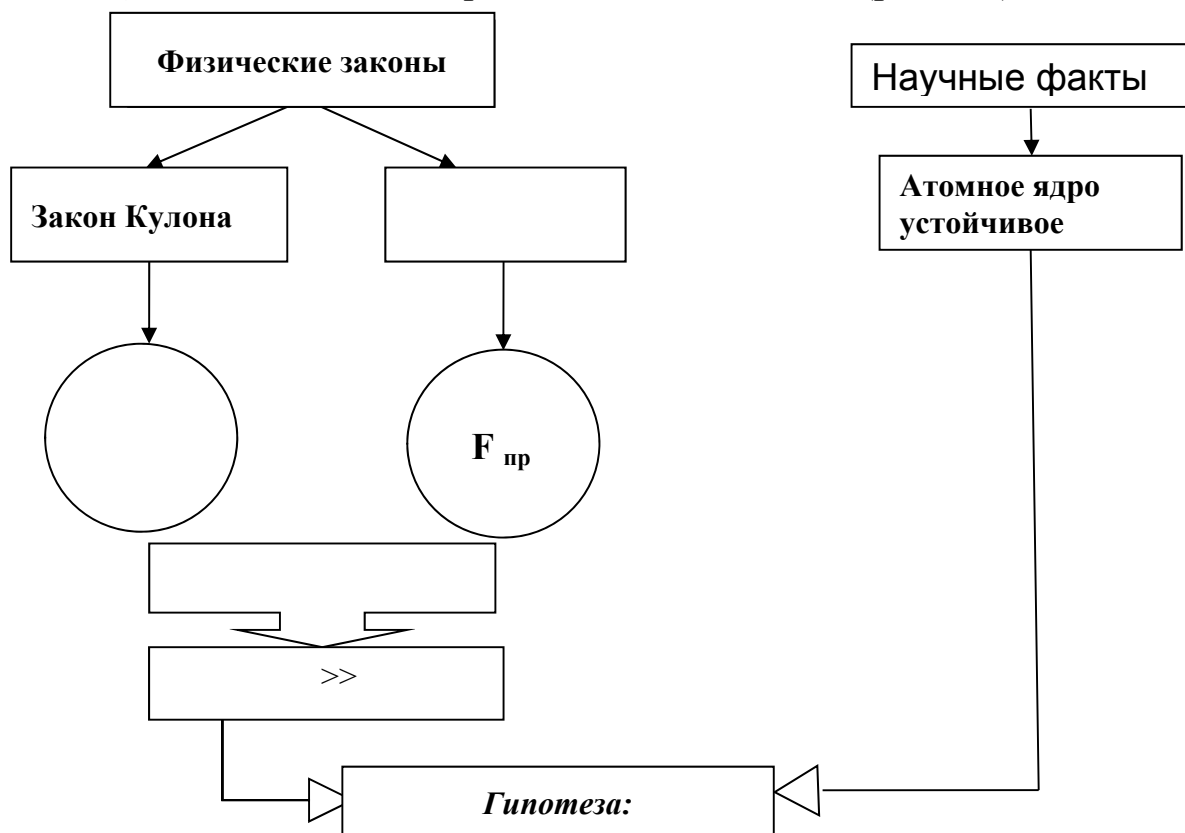 Физические законы
Научные факты
Закон Кулона
Атомное ядро
устойчивое
F пр
>>
Гипотеза: